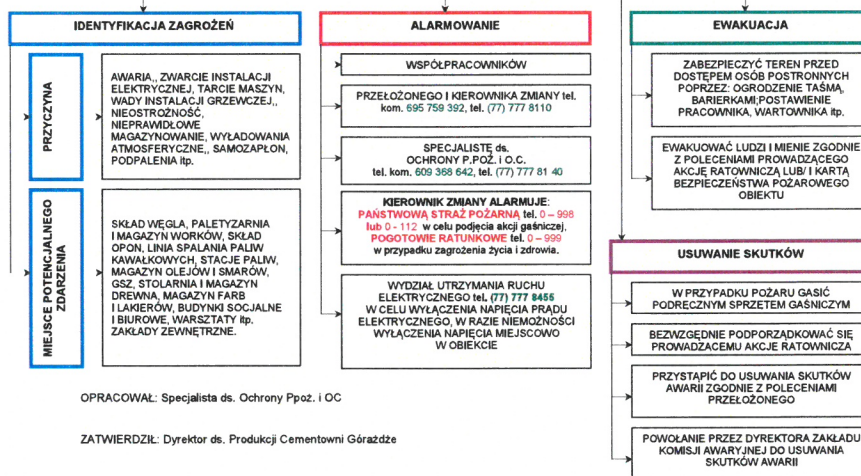 IDENTYFIKACJA ZAGROŻEŃ
PRZYCZYNA
AWARIA,, ZWARCIE INSTALACJI
ELEKTRYCZNEJ, TARCIE MASZYN,
WADY INSTALACJI GRZEWCZEJ,,
NIEOSTROŻNOŚĆ,
NIEPRAWIDŁOWE
MAGAZYNOWANIE, WYŁADOWANIA
ATMOSFERYCZNE,, SAMOZAPŁON,
PODPALENIA itp.
MIEJSCE POTENCJALNEGO
ZDARZENIA
SKŁAD WĘGLA, PALETYZARNIA
I MAGAZYN WORKÓW, SKŁAD
OPON, LINIA SPALANIA PALIW
KAWAŁKOWYCH, STACJE PALIW,
MAGAZYN OLEJÓW I SMARÓW,
GSZ, STOLARNIA I MAGAZYN
DREWNA, MAGAZYN FARB
I LAKIERÓW, BUDYNKI SOCJALNE
I BIUROWE, WARSZTATY itp.
ZAKŁADY ZEWNĘTRZNE.
ALARMOWANIE
WSPÓŁPRACOWNIKÓW
PRZEŁOŻONEGO I KIEROWNIKA ZMIANY tel.
kom. 695 759 392, tel. (77) 777 8110
SPECJALISTĘ ds.
OCHRONY P.POŻ. i O.C.
tel. kom. 609 368 642, tel. (77) 777 81 40
KIEROWNIK ZMIANY ALARMUJE:
PAŃSTWOWĄ STRAŻ POŻARNĄ tel. 0 – 998
lub 0 - 112 w celu podjęcia akcji gaśniczej,
POGOTOWIE RATUNKOWE tel. 0 – 999
w przypadku zagrożenia życia i zdrowia.
WYDZIAŁ UTRZYMANIA RUCHU
ELEKTRYCZNEGO tel. (77) 777 8455
W CELU WYŁĄCZENIA NAPIĘCIA PRĄDU
ELEKTRYCZNEGO, W RAZIE NIEMOŻNOŚCI
WYŁĄCZENIA NAPIĘCIA MIEJSCOWO
W OBIEKCIE
EWAKUACJA
ZABEZPIECZYĆ TEREN PRZED
DOSTĘPEM OSÓB POSTRONNYCH
POPRZEZ: OGRODZENIE TAŚMĄ,
BARIERKAMI;POSTAWIENIE
PRACOWNIKA, WARTOWNIKA itp.
EWAKUOWAĆ LUDZI I MIENIE ZGODNIE
Z POLECENIAMI PROWADZĄCEGO
AKCJĘ RATOWNICZĄ LUB/ I KARTĄ
BEZPIECZEŃSTWA POŻAROWEGO
OBIEKTU
USUWANIE SKUTKÓW
W PRZYPADKU POŻARU GASIĆ
PODRĘCZNYM SPRZĘTEM GAŚNICZYM
BEZWZGĘDNIE PODPORZĄDKOWAĆ SIĘ
PROWADZĄCEMU AKCJĘ RATOWNICZĄ
PRZYSTĄPIĆ DO USUWANIA SKUTKÓW
AWARII ZGODNIE Z POLECENIAMI
PRZEŁOŻONEGO
POWOŁANIE PRZEZ DYREKTORA ZAKŁADU
KOMISJI AWARYJNEJ DO USUWANIA
SKUTKÓW AWARII
OPRACOWAŁ: Specjalista ds. Ochrony Ppoż. i OC
ZATWIERDZIŁ: Dyrektor ds. Produkcji Cementowni Górażdże